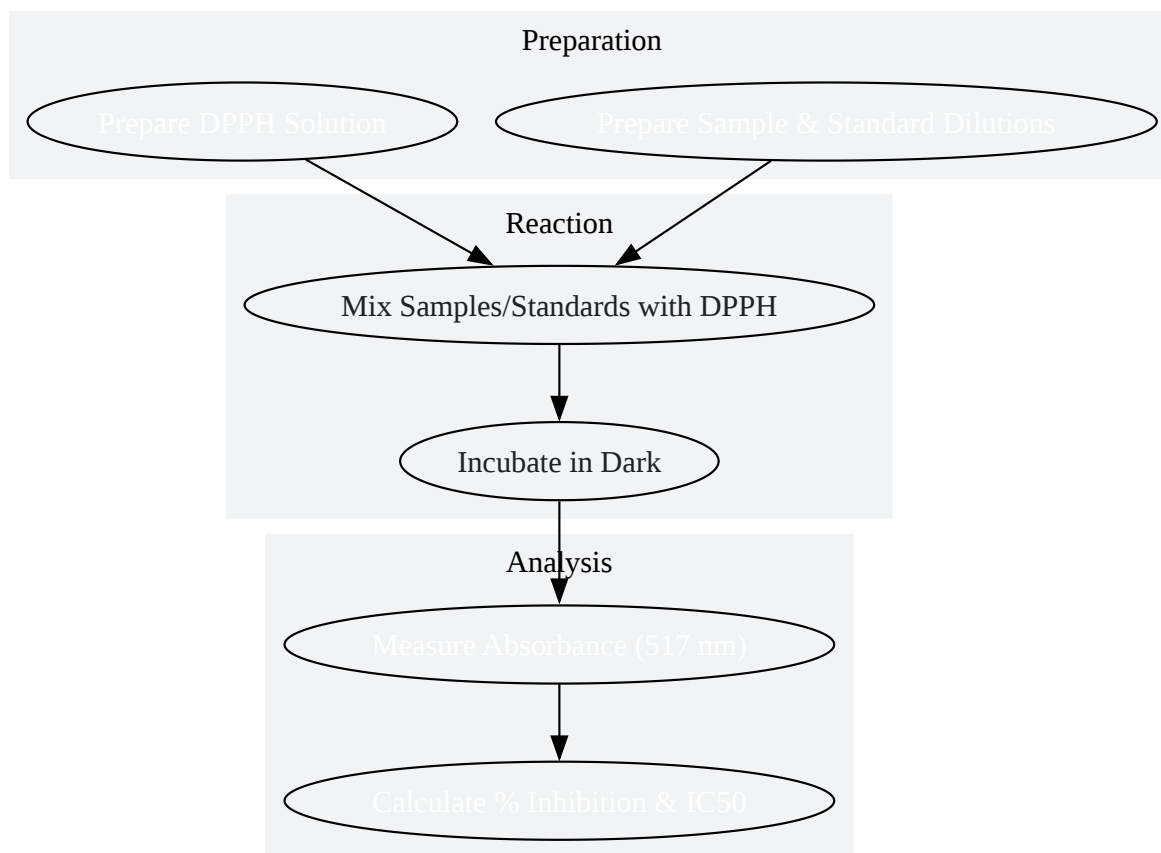 Preparation
Prepare DPPH Solution
Prepare Sample & Standard Dilutions
Reaction
Mix Samples/Standards with DPPH
Incubate in Dark
Analysis
Measure Absorbance (517 nm)
Calculate % Inhibition & IC50